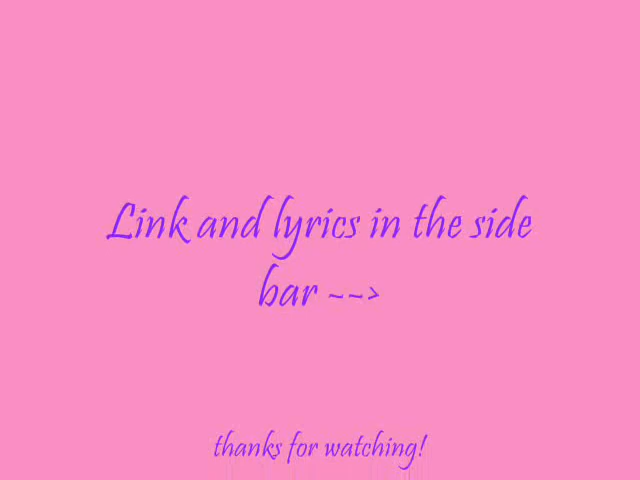 Link and lyrics in the side
bar ~~>
thanks for watching!